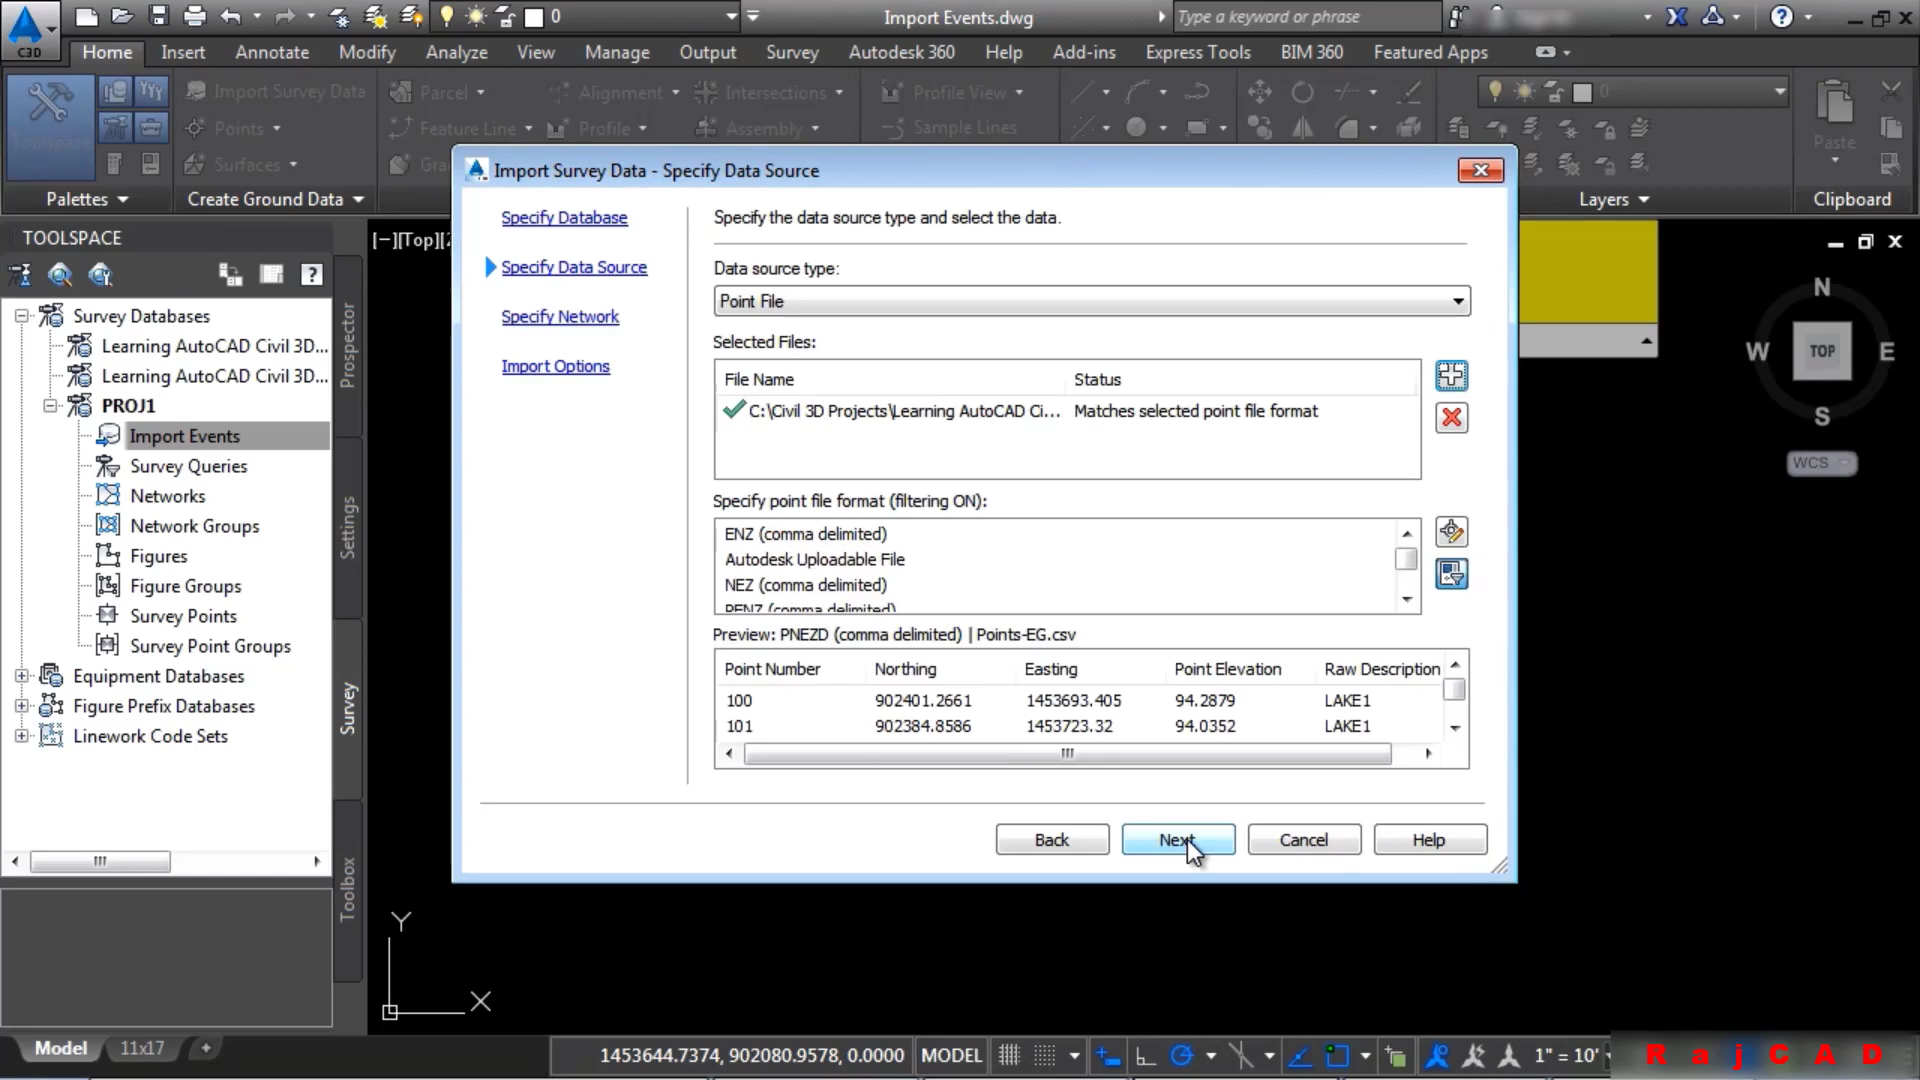 C3D
0
Import Events.dwg
Type a keyword or phrase
Home
Insert
Annotate
Modify
Analyze
View
Manage
Output
Survey
Autodesk 360
Help
Add-ins
Express Tools
BIM 360
Featured Apps
Toolspace
Import Survey Data
Points
Surfaces
Parcel
Feature Line
Alignment
Profile
Intersections
Assembly
Profile View
Sample Lines
0
Paste
Palettes
Create Ground Data
Layers
Clipboard
TOOLSPACE
Survey Databases
Learning AutoCAD Civil 3D...
Learning AutoCAD Civil 3D...
PROJ1
Import Events
Survey Queries
Networks
Network Groups
Figures
Figure Groups
Survey Points
Survey Point Groups
Equipment Databases
Figure Prefix Databases
Linework Code Sets
Prospector
Settings
Survey
Toolbox
[−][Top]
Import Survey Data - Specify Data Source
Specify Database
Specify Data Source
Specify Network
Import Options
Specify the data source type and select the data.
Data source type:
Point File
Selected Files:
File Name Status
C:\Civil 3D Projects\Learning AutoCAD Ci... Matches selected point file format
Specify point file format (filtering ON):
ENZ (comma delimited)
Autodesk Uploadable File
NEZ (comma delimited)
PENZ (comma delimited)
Preview: PNEZD (comma delimited) | Points-EG.csv
Point Number Northing Easting Point Elevation Raw Description
100 902401.2661 1453693.405 94.2879 LAKE1
101 902384.8586 1453723.32 94.0352 LAKE1
Back
Next
Cancel
Help
N
W
TOP
E
S
WCS
Y
X
Model
11x17
1453644.7374, 902080.9578, 0.0000
MODEL
1" = 10'
RajCAD